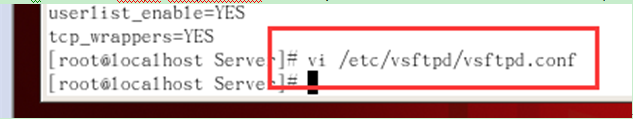 userlist_enable=YES
tcp_wrappers=YES
[root@localhost Server]# vi /etc/vsftpd/vsftpd.conf
[root@localhost Server]#